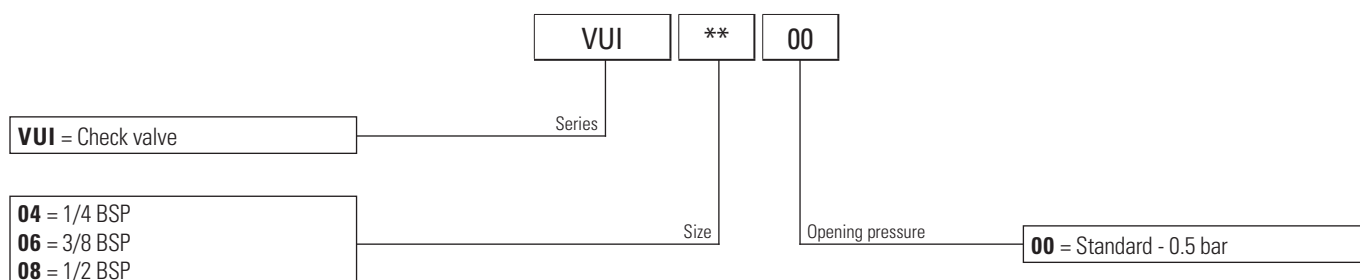 VUI ** 00
Series
VUI = Check valve
04 = 1/4 BSP
06 = 3/8 BSP
08 = 1/2 BSP
Size
Opening pressure
00 = Standard - 0.5 bar